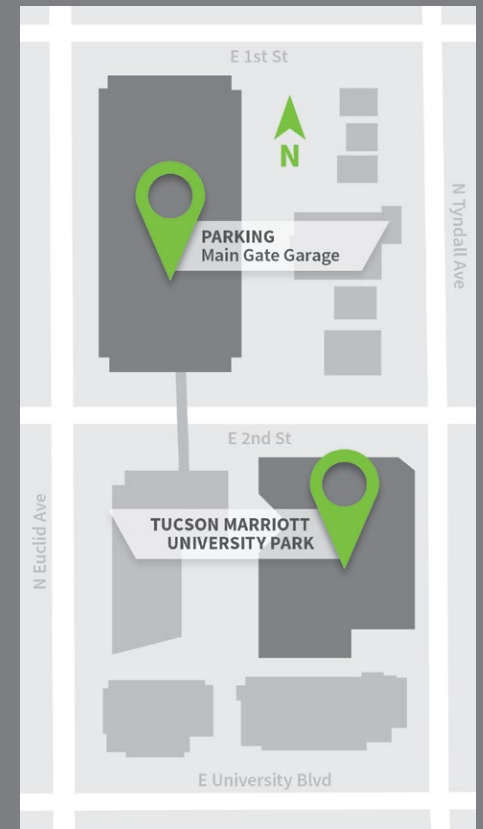 E 1st St
N
N Tyndall Ave
PARKING
Main Gate Garage
E 2nd St
N Euclid Ave
TUCSON MARRIOTT
UNIVERSITY PARK
E University Blvd